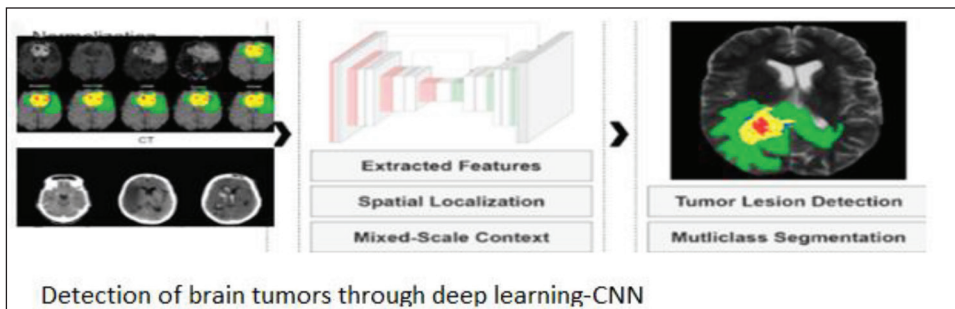 Normalization
CT
Extracted Features
Spatial Localization
Mixed-Scale Context
Tumor Lesion Detection
Mutliclass Segmentation
Detection of brain tumors through deep learning-CNN